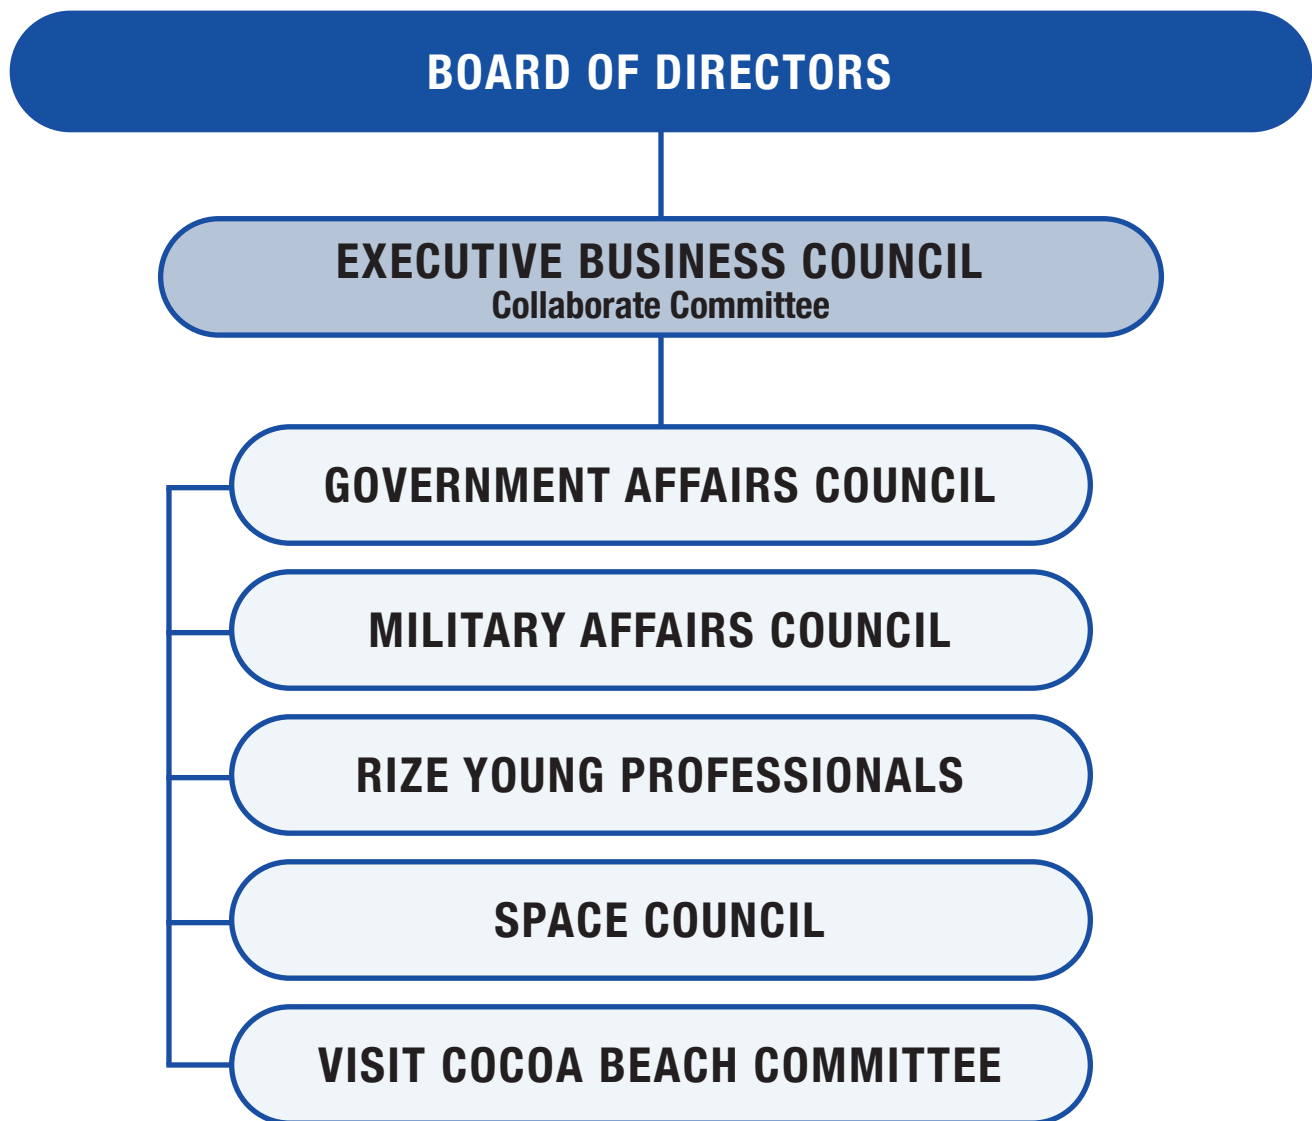 BOARD OF DIRECTORS
EXECUTIVE BUSINESS COUNCIL
Collaborate Committee
GOVERNMENT AFFAIRS COUNCIL
MILITARY AFFAIRS COUNCIL
RIZE YOUNG PROFESSIONALS
SPACE COUNCIL
VISIT COCOA BEACH COMMITTEE